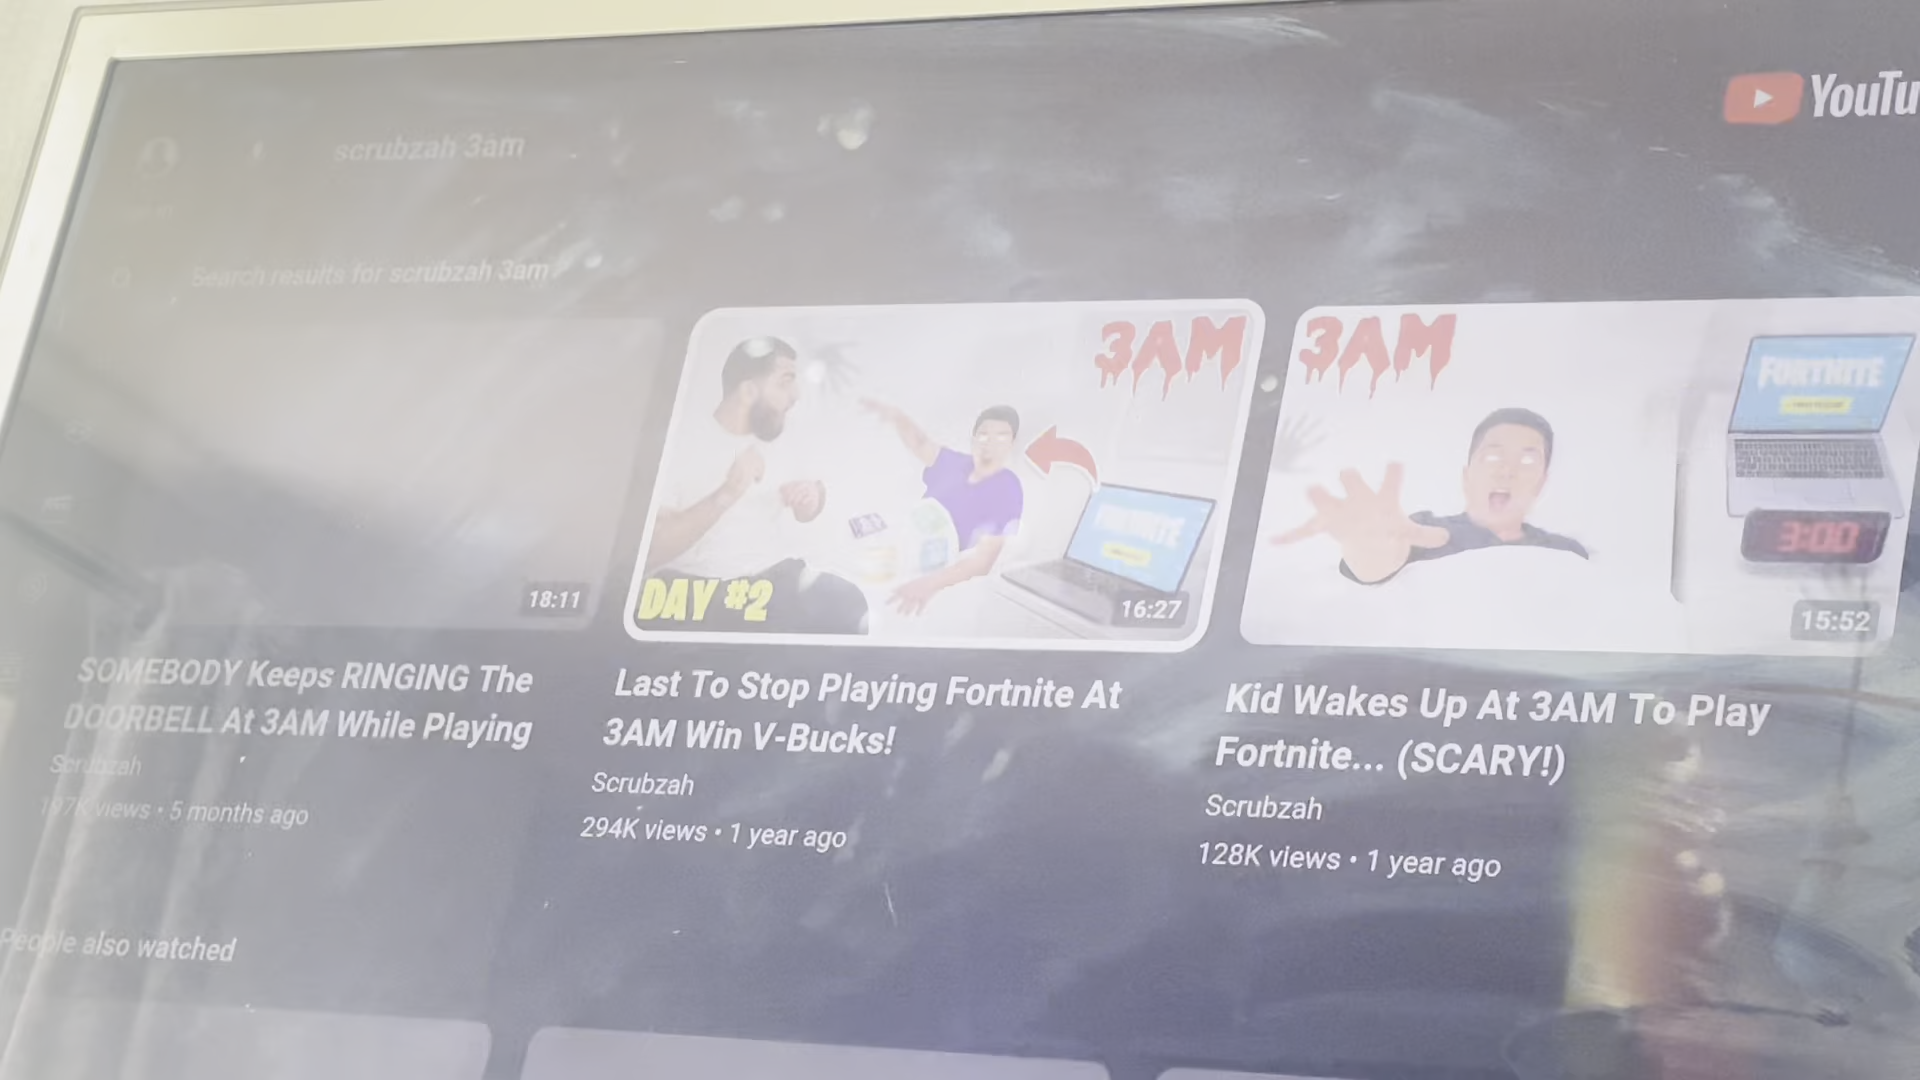 YouTu
scrubzah 3am
Search results for scrubzah 3am
3AM
FORTNITE
DAY #2
3AM
FORTNITE
3:00
18:11
16:27
15:52
SOMEBODY Keeps RINGING The
DOORBELL At 3AM While Playing
Scrubzah
197K views • 5 months ago
Last To Stop Playing Fortnite At
3AM Win V-Bucks!
Scrubzah
294K views • 1 year ago
Kid Wakes Up At 3AM To Play
Fortnite... (SCARY!)
Scrubzah
128K views • 1 year ago
People also watched